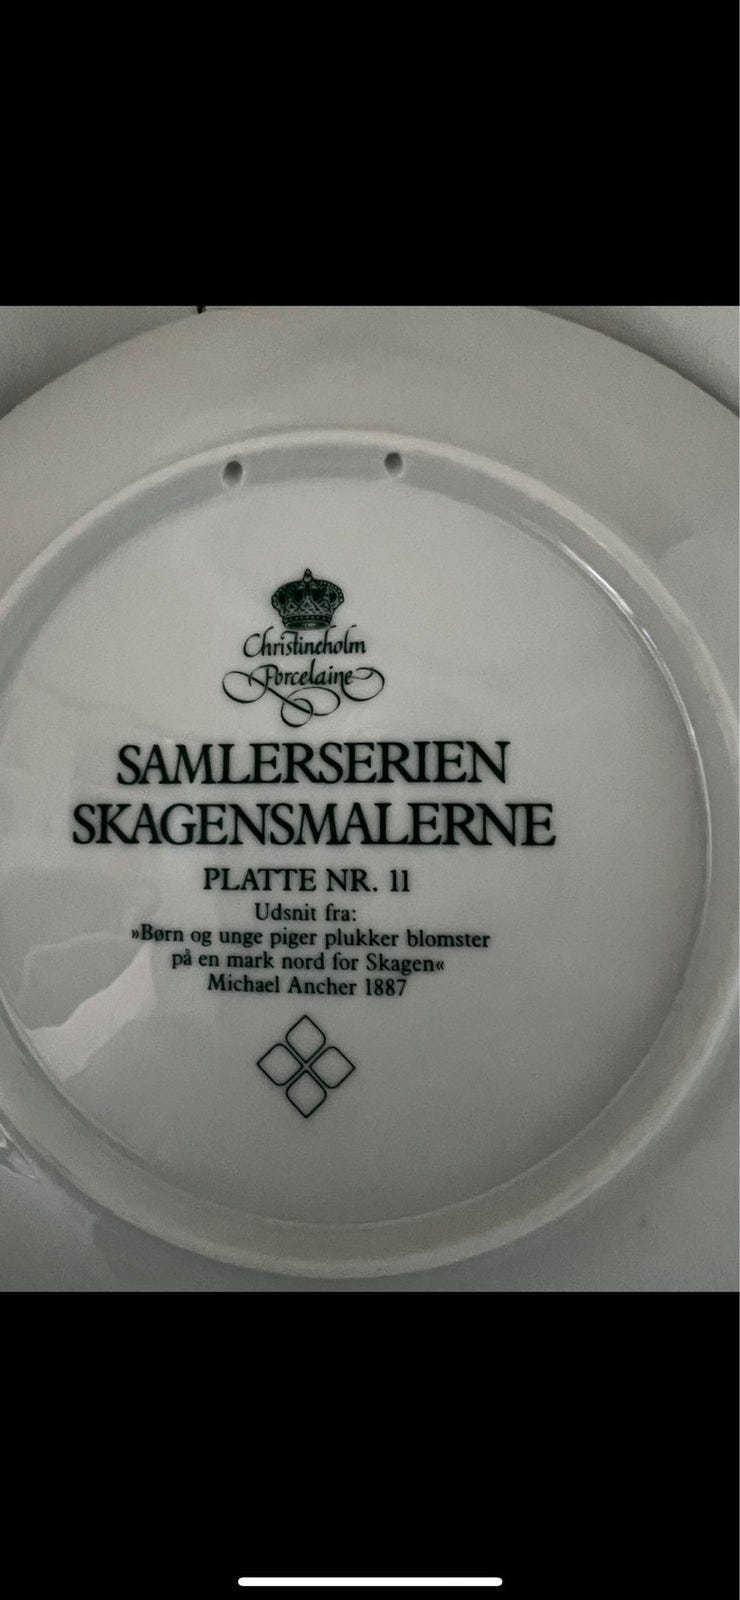 Christineholm
Porcelaine
SAMLERSERIEN
SKAGENSMALERNE
PLATTE NR. 11
Udsnit fra:
»Børn og unge piger plukker blomster
på en mark nord for Skagen«
Michael Ancher 1887